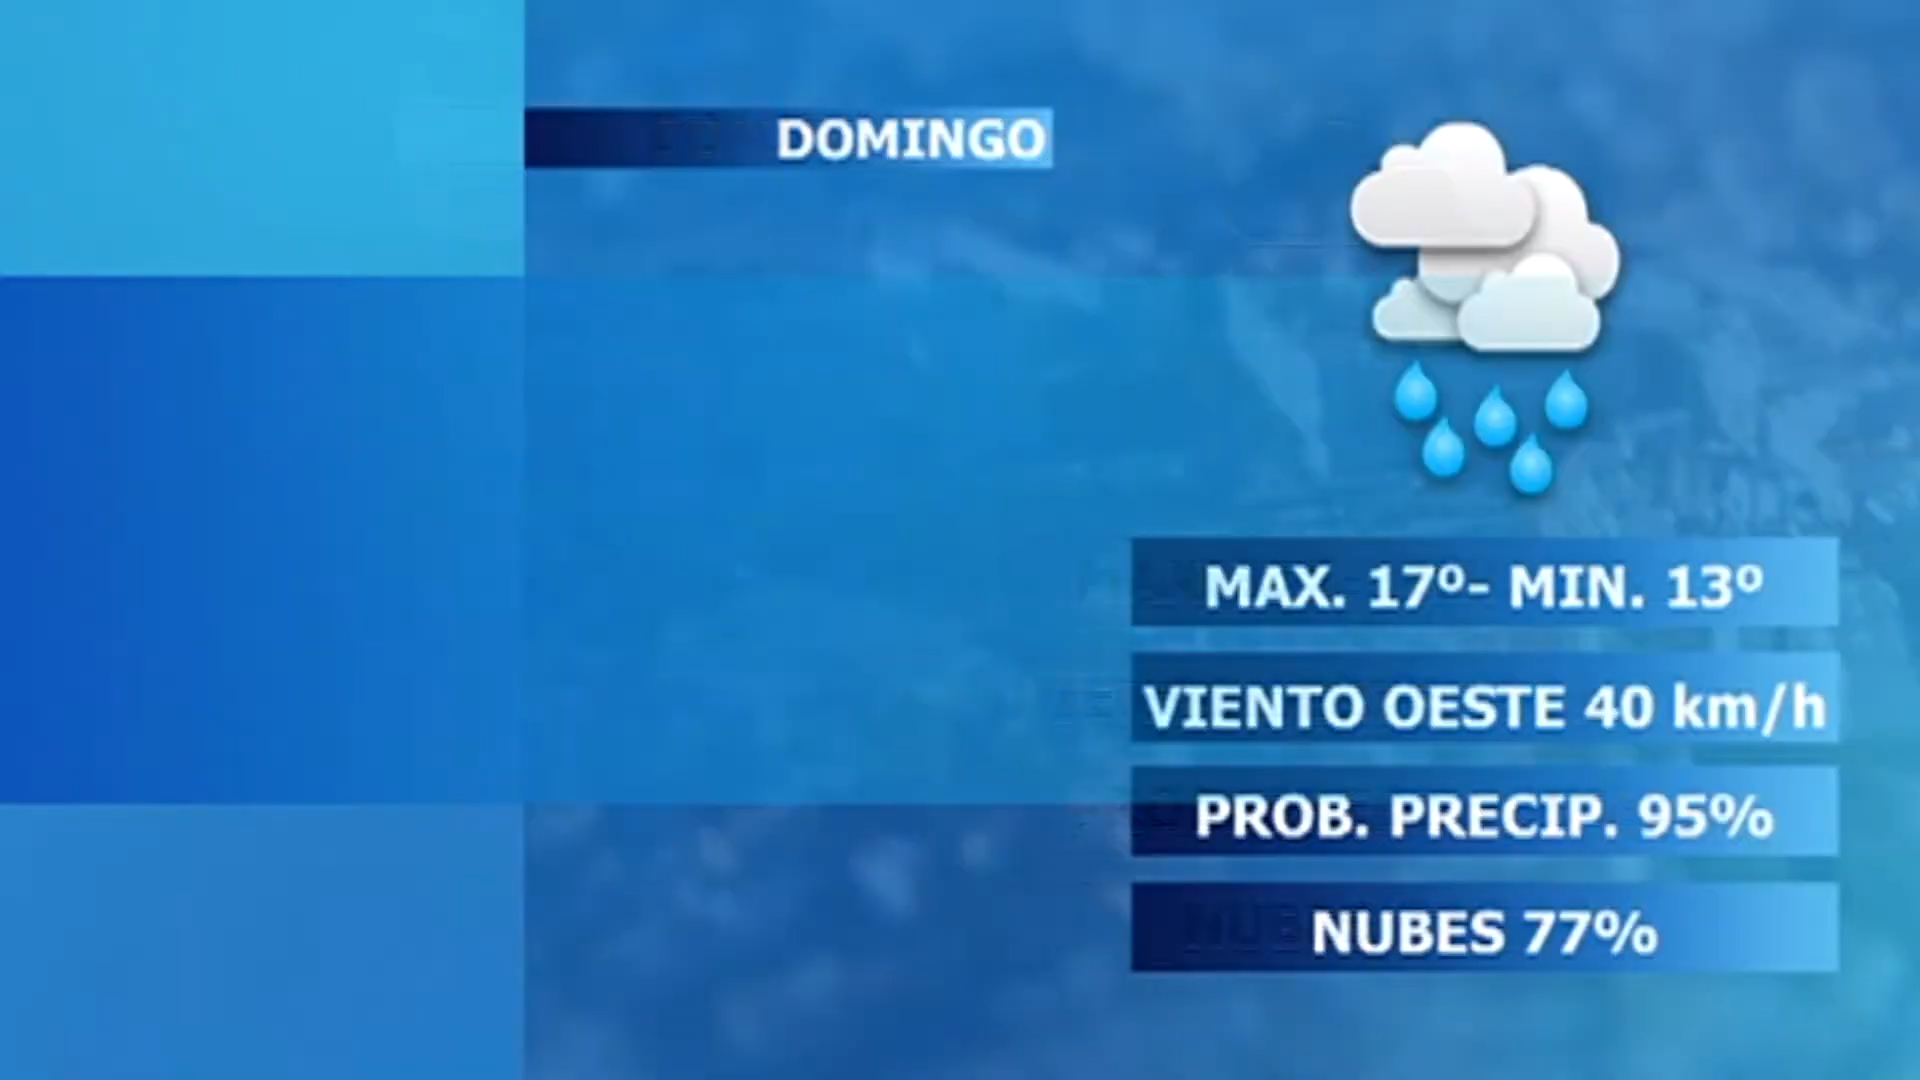 DOMINGO
MAX. 17º- MIN. 13º
VIENTO OESTE 40 km/h
PROB. PRECIP. 95%
NUBES 77%